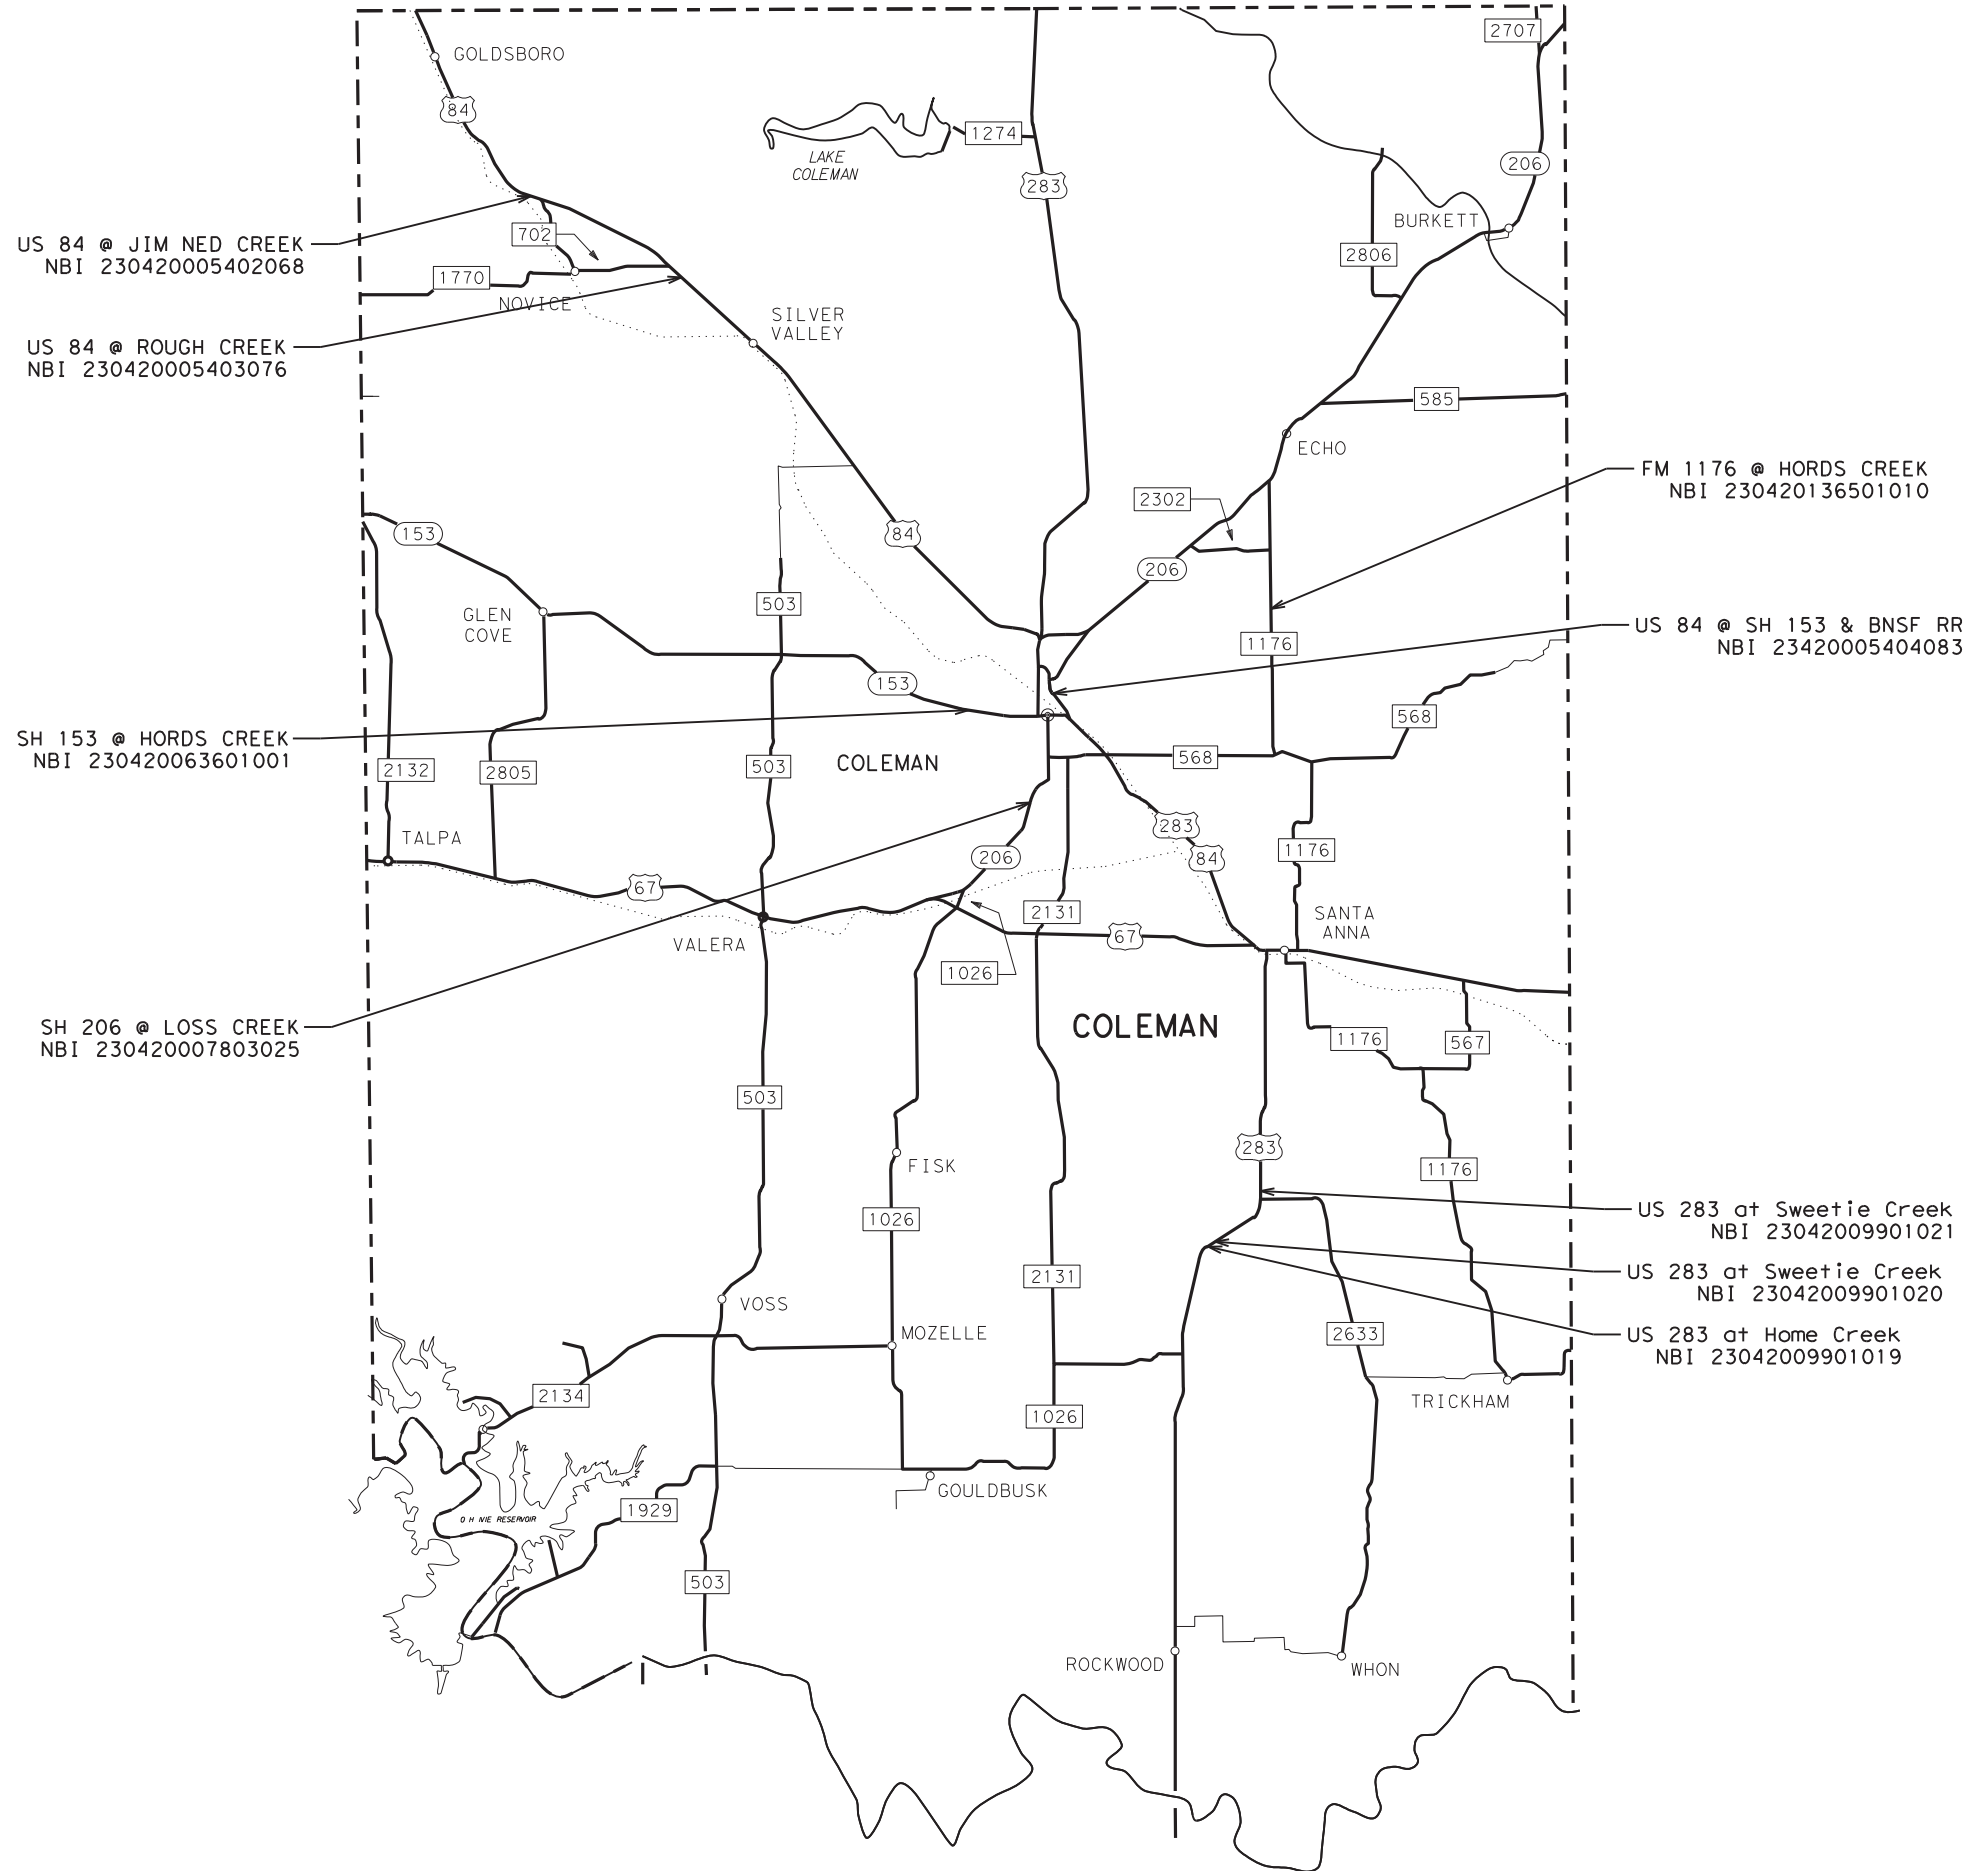 2707
GOLDSBORO
84
1274
LAKE
COLEMAN
206
283
BURKETT
702
US 84 @ JIM NED CREEK
NBI 230420005402068
2806
1770
NOVICE
SILVER
VALLEY
US 84 @ ROUGH CREEK
NBI 230420005403076
585
ECHO
FM 1176 @ HORDS CREEK
NBI 230420136501010
2302
153
84
206
503
GLEN
COVE
US 84 @ SH 153 & BNSF RR
NBI 23420005404083
1176
153
568
SH 153 @ HORDS CREEK
NBI 230420063601001
568
COLEMAN
503
2132
2805
283
TALPA
1176
206
84
67
2131
SANTA
ANNA
67
VALERA
1026
SH 206 @ LOSS CREEK
NBI 230420007803025
COLEMAN
1176
567
503
283
FISK
1176
US 283 at Sweetie Creek
NBI 23042009901021
1026
US 283 at Sweetie Creek
NBI 23042009901020
2131
VOSS
MOZELLE
2633
US 283 at Home Creek
NBI 23042009901019
2134
TRICKHAM
1026
GOULDBUSK
1929
O H IVIE RESERVOIR
503
ROCKWOOD
WHON